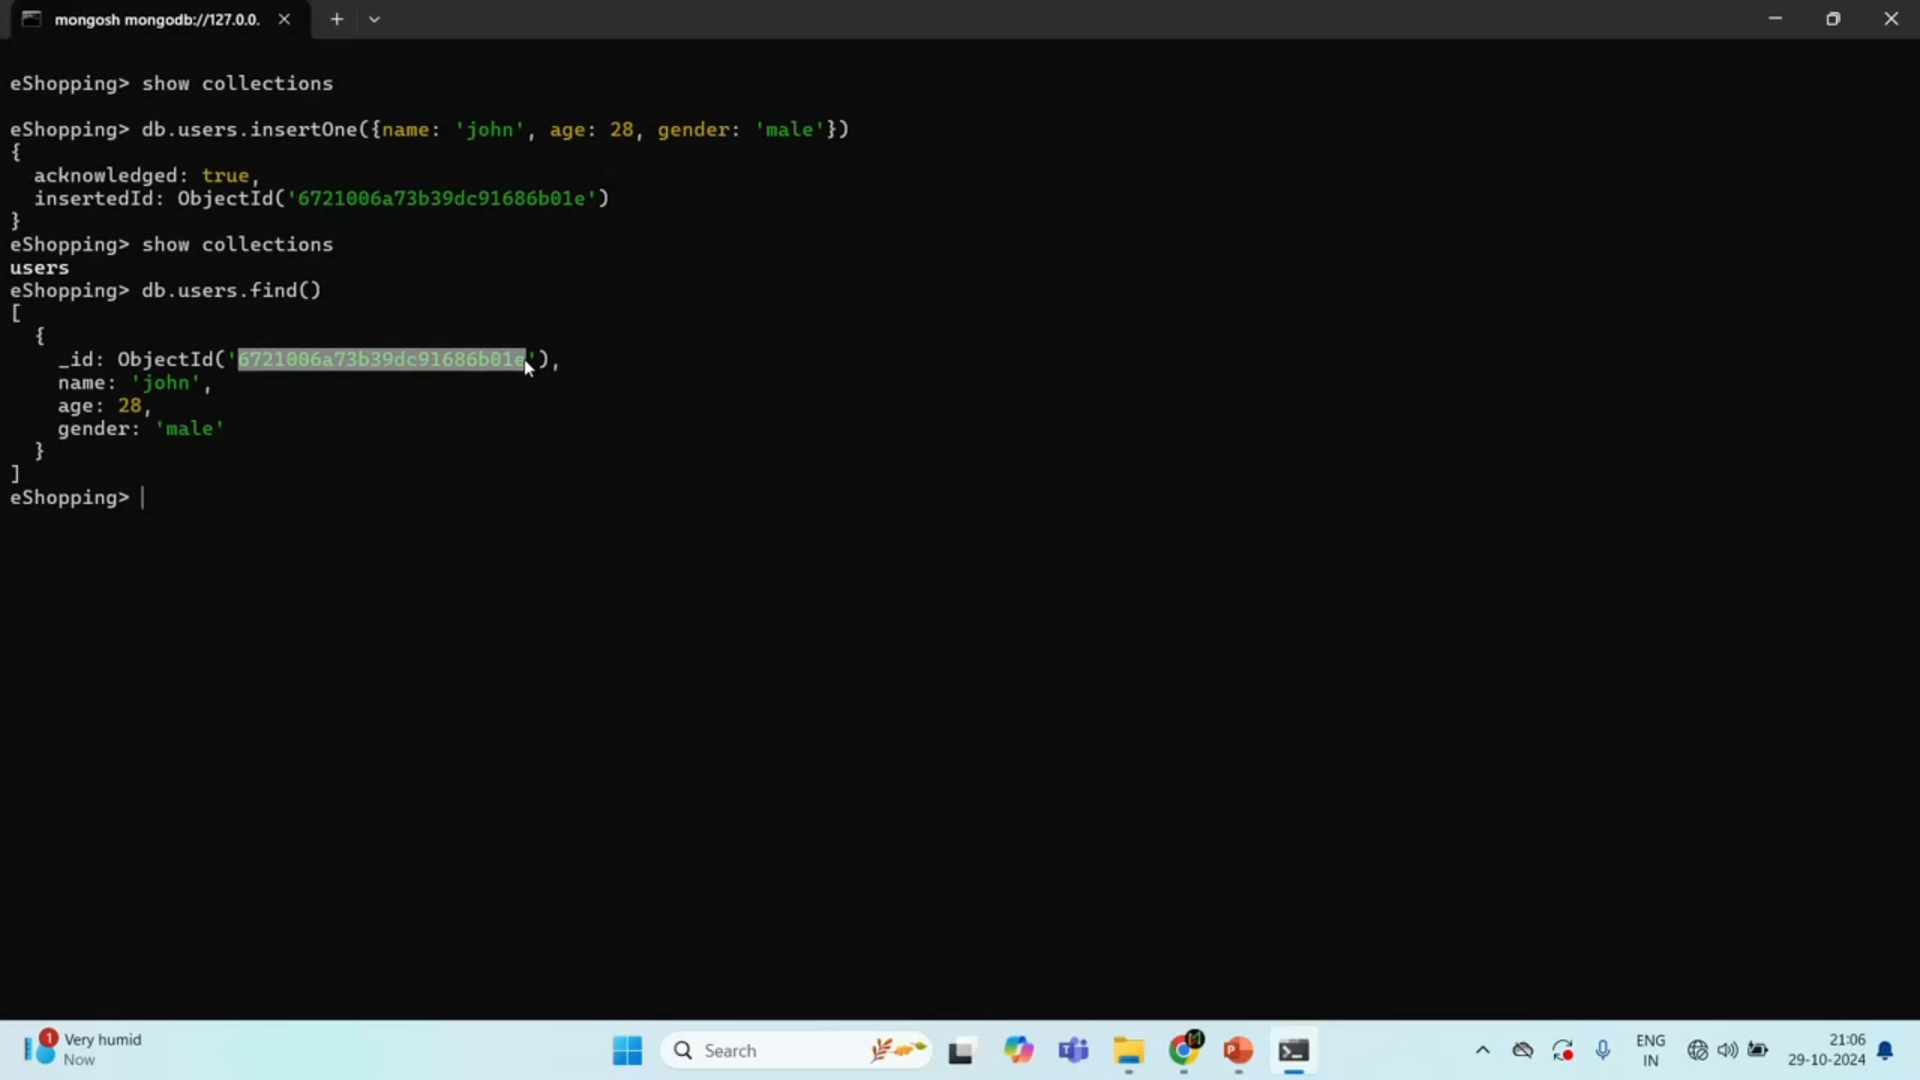 mongosh mongodb://127.0.0.
eShopping> show collections
eShopping> db.users.insertOne({name: 'john', age: 28, gender: 'male'})
{
acknowledged: true,
insertedId: ObjectId('6721006a73b39dc91686b01e')
}
eShopping> show collections
users
eShopping> db.users.find()
[
{
_id: ObjectId('6721006a73b39dc91686b01e'),
name: 'john',
age: 28,
gender: 'male'
}
]
eShopping>
1
Very humid
Now
Search
ENG
IN
21:06
29-10-2024